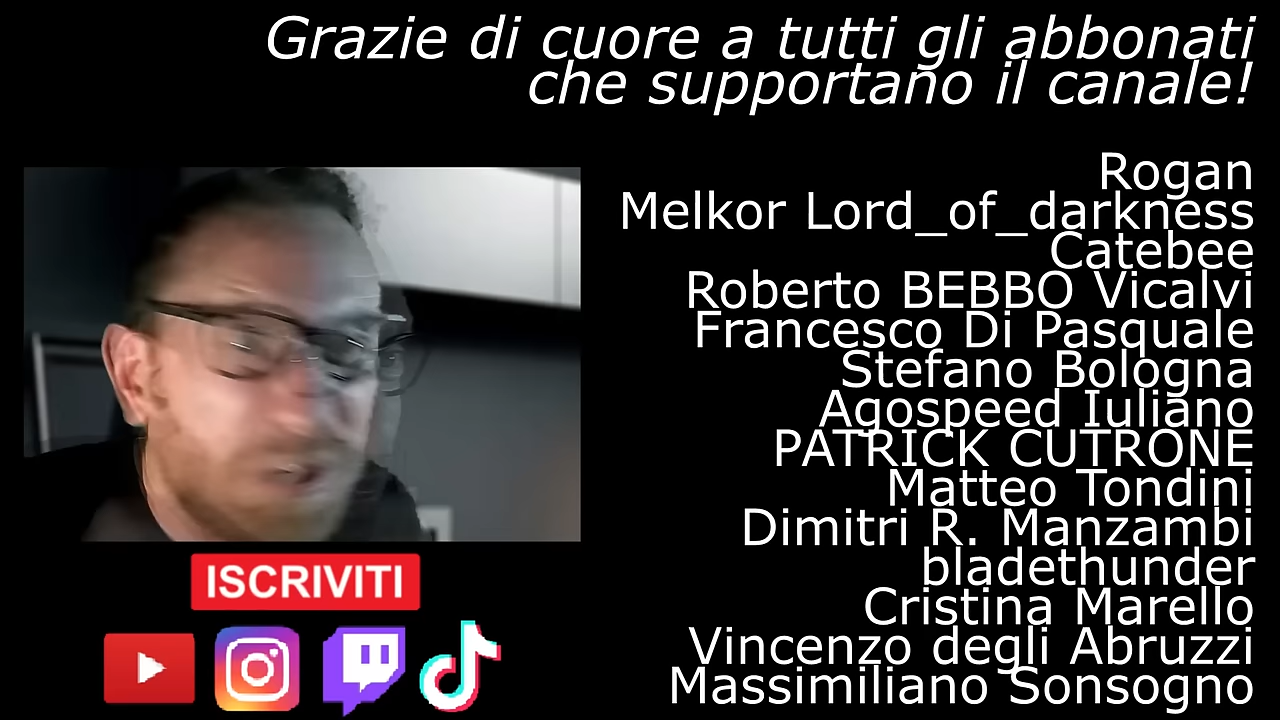 Grazie di cuore a tutti gli abbonati
che supportano il canale!
Rogan
Melkor Lord_of_darkness
Catebee
Roberto BEBBO Vicalvi
Francesco Di Pasquale
Stefano Bologna
Agospeed Iuliano
PATRICK CUTRONE
Matteo Tondini
Dimitri R. Manzambi
bladethunder
Cristina Marello
Vincenzo degli Abruzzi
Massimiliano Sonsogno
ISCRIVITI